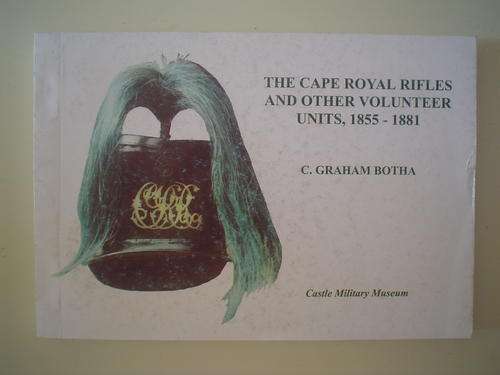 THE CAPE ROYAL RIFLES
AND OTHER VOLUNTEER
UNITS, 1855 - 1881
C. GRAHAM BOTHA
Castle Military Museum